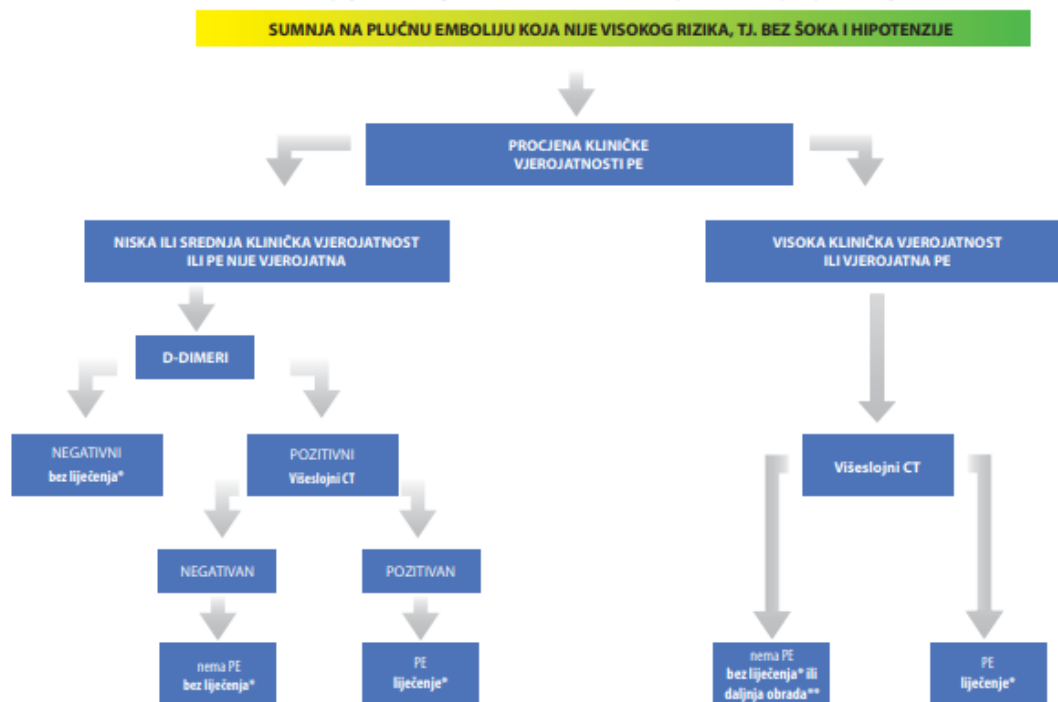 SUMNJA NA PLUĆNU EMBOLIJU KOJA NIJE VISOKOG RIZIKA, TJ. BEZ ŠOKA I HIPOTENZIJE
PROCJENA KLINIČKE
VJEROJATNOSTI PE
NISKA ILI SREDNJA KLINIČKA VJEROJATNOST
ILI PE NIJE VJEROJATNA
VISOKA KLINIČKA VJEROJATNOST
ILI VJEROJATNA PE
D-DIMERI
NEGATIVNI
bez liječenja*
POZITIVNI
Višeslojni CT
Višeslojni CT
NEGATIVAN
POZITIVAN
nema PE
bez liječenja*
PE
liječenje*
nema PE
bez liječenja* ili
daljnja obrada**
PE
liječenje*